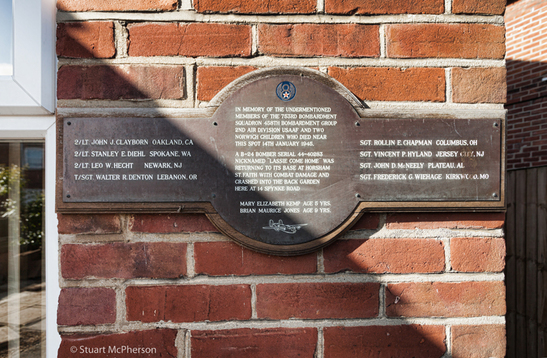 IN MEMORY OF THE UNDERMENTIONED
MEMBERS OF THE 753RD BOMBARDMENT
SQUADRON 458TH BOMBARDMENT GROUP
2ND AIR DIVISION USAAF AND TWO
NORWICH CHILDREN WHO DIED NEAR
THIS SPOT 14TH JANUARY 1945.
A B-24 BOMBER SERIAL 44-40283
NICKNAMED "LASSIE COME HOME" WAS
RETURNING TO ITS BASE AT HORSHAM
ST. FAITH WITH COMBAT DAMAGE AND
CRASHED INTO THE BACK GARDEN
HERE AT 14 SPYNKE ROAD
MARY ELIZABETH KEMP AGE 11 YRS.
BRIAN MAURICE JONES AGE 9 YRS.
2/LT JOHN J. CLAYBORN OAKLAND, CA
2/LT. STANLEY E. DIEHL SPOKANE, WA
2/LT LEO W HECHT NEWARK, NJ
T/SGT. WALTER R DENTON LEBANON, OR
SGT. ROLLIN E. CHAPMAN COLUMBUS, OH
SGT. VINCENT P. HYLAND JERSEY CITY, NJ
SGT. JOHN D. McNEELY PLATEAU, AL
SGT. FREDERICK G. WIEHAGE KIRKWOOD, MO
© Stuart McPherson